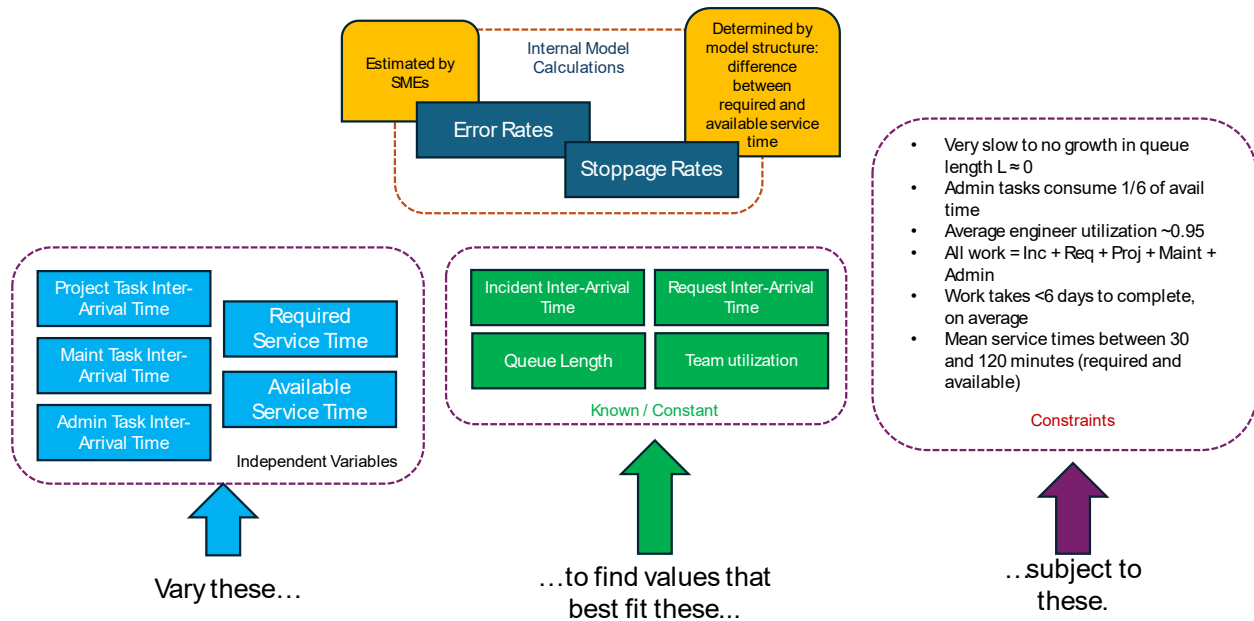 Estimated by
SMEs
Internal Model
Calculations
Determined by
model structure:
difference
between
required and
available service
time
Error Rates
Stoppage Rates
Project Task Inter-
Arrival Time
Maint Task Inter-
Arrival Time
Admin Task Inter-
Arrival Time
Required
Service Time
Available
Service Time
Independent Variables
Incident Inter-Arrival
Time
Request Inter-Arrival
Time
Queue Length
Team utilization
Known / Constant
• Very slow to no growth in queue
length L ≈ 0
• Admin tasks consume 1/6 of avail
time
• Average engineer utilization ~0.95
• All work = Inc + Req + Proj + Maint +
Admin
• Work takes <6 days to complete,
on average
• Mean service times between 30
and 120 minutes (required and
available)
Constraints
Vary these…
…to find values that
best fit these...
…subject to
these.